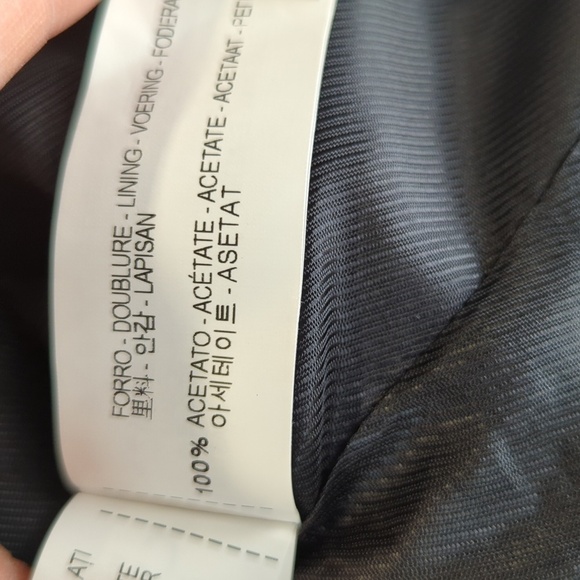 FORRO - DOUBLURE - LINING - VOERING - FODERA
里料 - 안감 - LAPISAN
100% ACETATO - ACÉTATE - ACETATE - ACETAAT -
아세테이트 - ASETAT